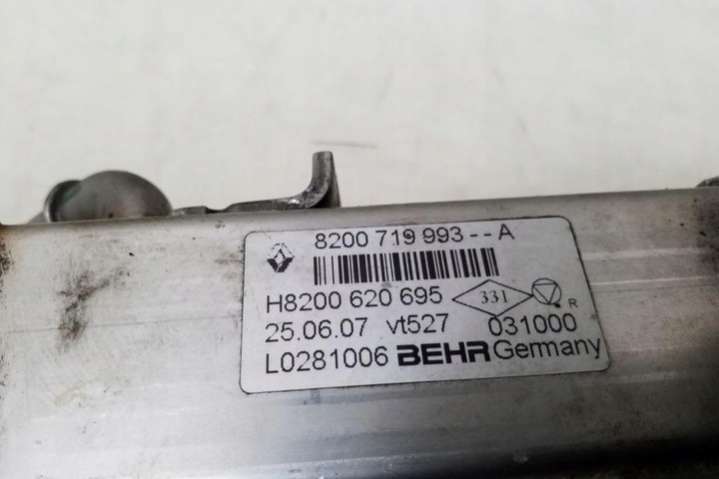 8200 719 993--A
H8200 620 695 331 R
25.06.07 vt527 031000
L0281006 BEHR Germany